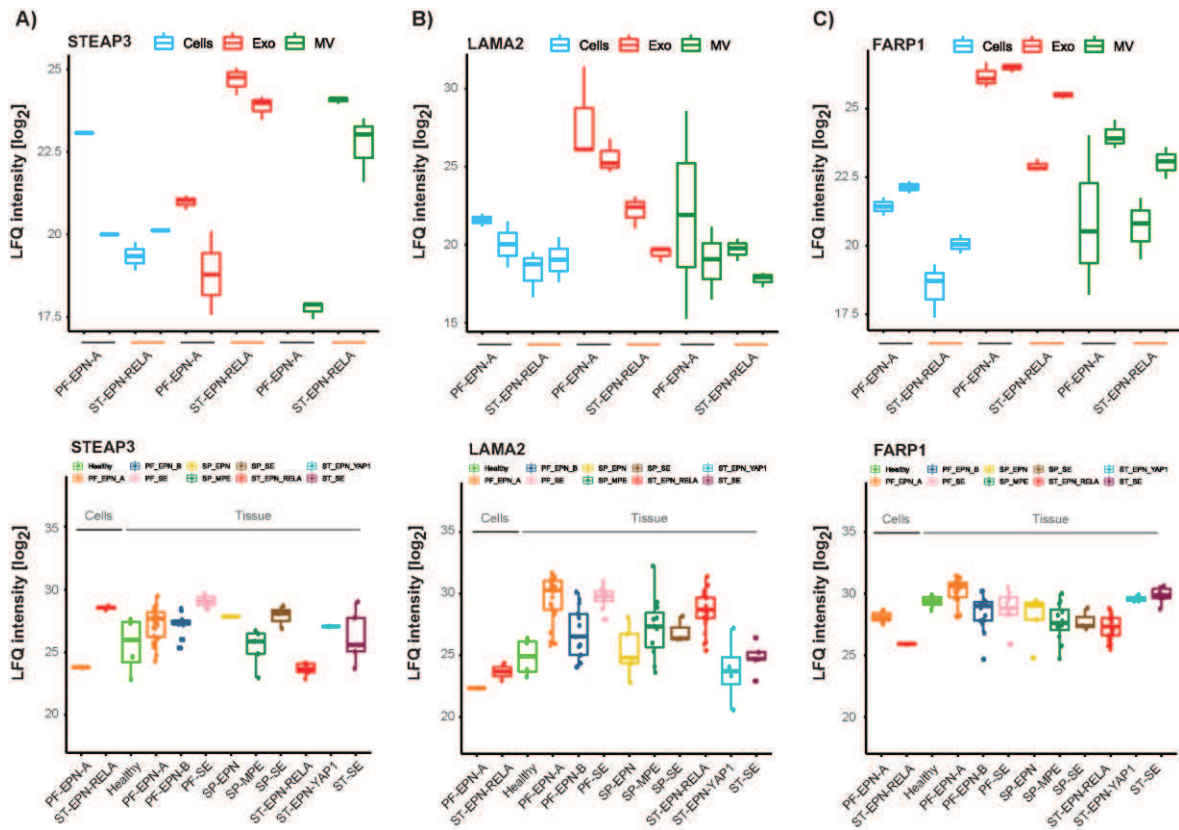 A)
STEAP3 Cells Exo MV
LFQ intensity [log2]
25
22.5
20
17.5
PF-EPN-A ST-EPN-RELA PF-EPN-A ST-EPN-RELA PF-EPN-A ST-EPN-RELA
B)
LAMA2 Cells Exo MV
LFQ intensity [log2]
30
25
20
15
PF-EPN-A ST-EPN-RELA PF-EPN-A ST-EPN-RELA PF-EPN-A ST-EPN-RELA
C)
FARP1 Cells Exo MV
LFQ intensity [log2]
25
22.5
20
17.5
PF-EPN-A ST-EPN-RELA PF-EPN-A ST-EPN-RELA PF-EPN-A ST-EPN-RELA
STEAP3
Healthy PF_EPN_B SP_EPN SP_SE ST_EPN_YAP1
PF_EPN_A PF_SE SP_MPE ST_EPN_RELA ST_SE
Cells Tissue
LFQ intensity [log2]
35
30
25
20
PF-EPN-A ST-EPN-RELA Healthy PF-EPN-A PF-EPN-B PF-SE SP-EPN SP-MPE SP-SE ST-EPN-RELA ST-EPN-YAP1 ST-SE
LAMA2
Healthy PF_EPN_B SP_EPN SP_SE ST_EPN_YAP1
PF_EPN_A PF_SE SP_MPE ST_EPN_RELA ST_SE
Cells Tissue
LFQ intensity [log2]
35
30
25
20
PF-EPN-A ST-EPN-RELA Healthy PF-EPN-A PF-EPN-B PF-SE SP-EPN SP-MPE SP-SE ST-EPN-RELA ST-EPN-YAP1 ST-SE
FARP1
Healthy PF_EPN_B SP_EPN SP_SE ST_EPN_YAP1
PF_EPN_A PF_SE SP_MPE ST_EPN_RELA ST_SE
Cells Tissue
LFQ intensity [log2]
35
30
25
20
PF-EPN-A ST-EPN-RELA Healthy PF-EPN-A PF-EPN-B PF-SE SP-EPN SP-MPE SP-SE ST-EPN-RELA ST-EPN-YAP1 ST-SE